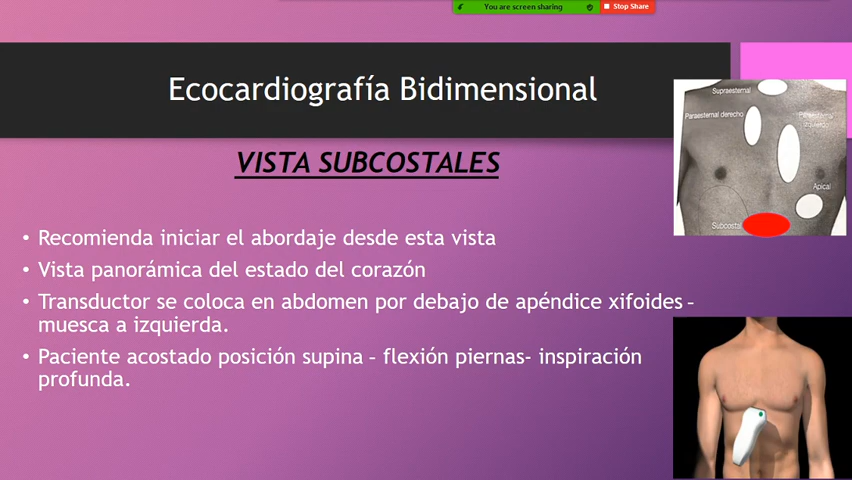 You are screen sharing
Stop Share
Ecocardiografía Bidimensional
VISTA SUBCOSTALES
• Recomienda iniciar el abordaje desde esta vista
• Vista panorámica del estado del corazón
• Transductor se coloca en abdomen por debajo de apéndice xifoides –
muesca a izquierda.
• Paciente acostado posición supina – flexión piernas- inspiración
profunda.
Supraesternal
Paraesternal derecho
Paraesternal
izquierdo
Apical
Subcostal